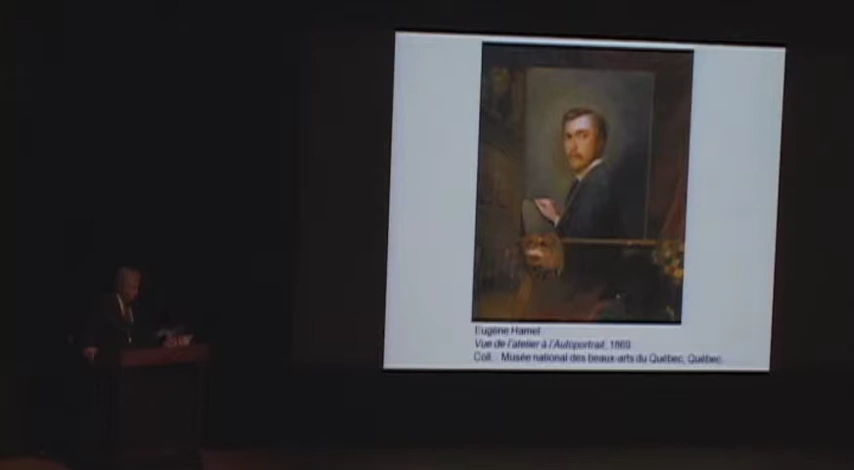 Eugène Hamel
Vue de l'atelier à l'Autoportrait, 1869
Coll. : Musée national des beaux-arts du Québec, Québec.